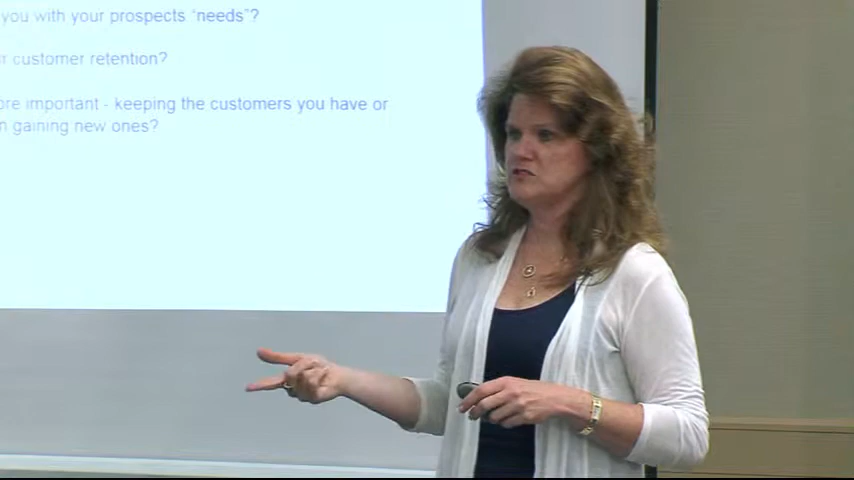 you with your prospects “needs”?
r customer retention?
ore important - keeping the customers you have or
n gaining new ones?